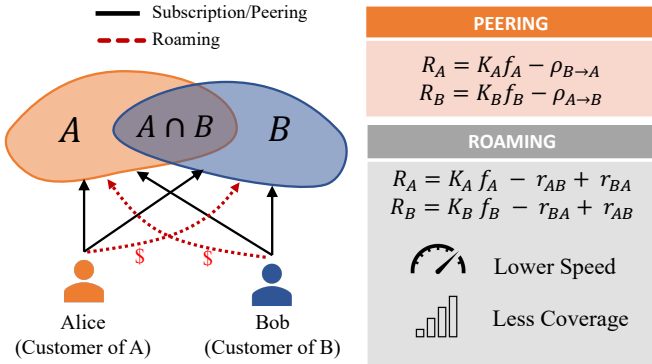 Subscription/Peering
Roaming
A
A ∩ B
B
$
$
Alice
(Customer of A)
Bob
(Customer of B)
PEERING
R_A = K_A f_A − ρ_{B→A}
R_B = K_B f_B − ρ_{A→B}
ROAMING
R_A = K_A f_A − r_{AB} + r_{BA}
R_B = K_B f_B − r_{BA} + r_{AB}
Lower Speed
Less Coverage